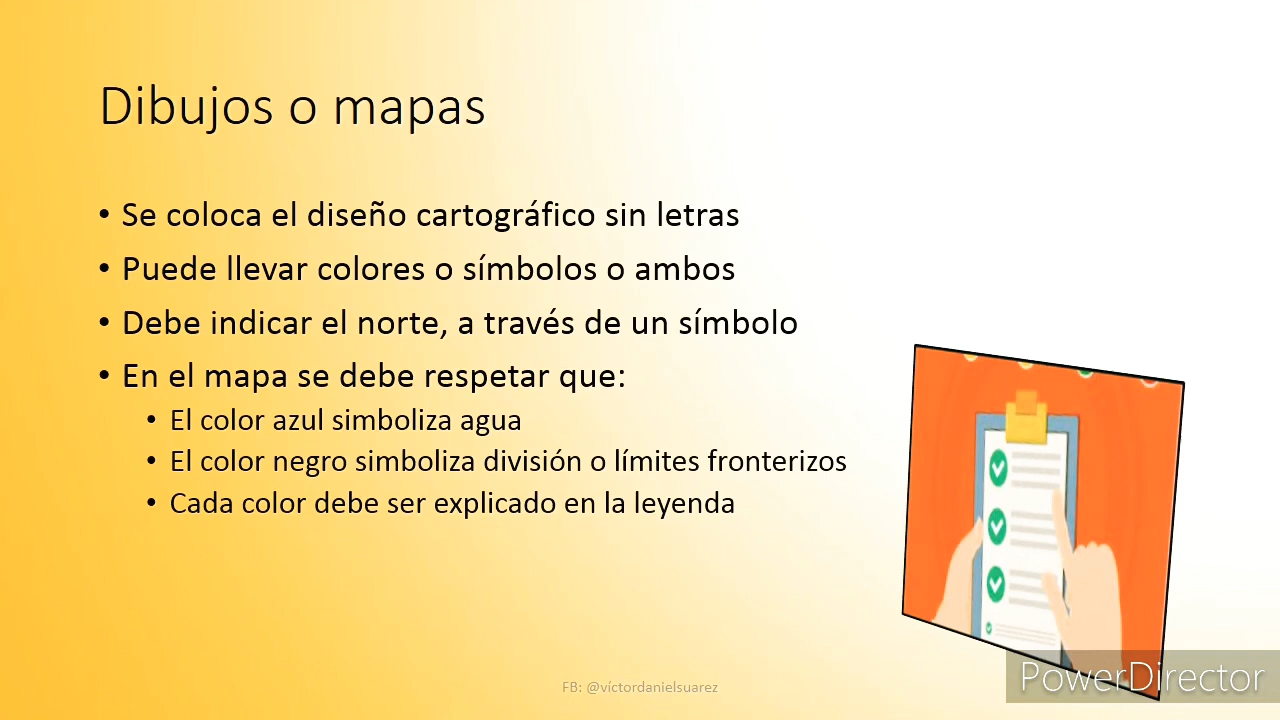 Dibujos o mapas
• Se coloca el diseño cartográfico sin letras
• Puede llevar colores o símbolos o ambos
• Debe indicar el norte, a través de un símbolo
• En el mapa se debe respetar que:
• El color azul simboliza agua
• El color negro simboliza división o límites fronterizos
• Cada color debe ser explicado en la leyenda
FB: @víctordanielsuarez
PowerDirector